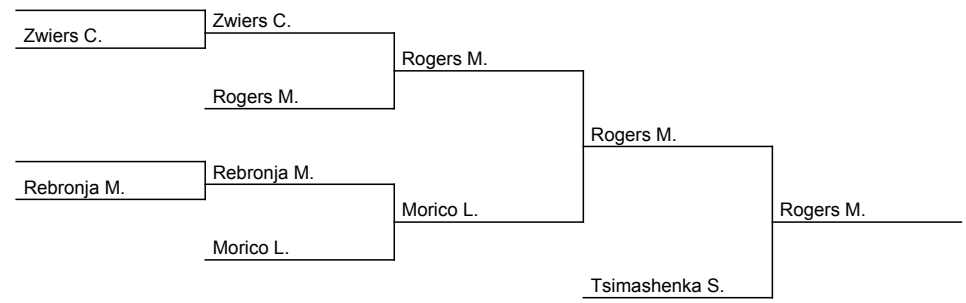 Zwiers C.
Zwiers C.
Rogers M.
Rogers M.
Rogers M.
Rebronja M.
Rebronja M.
Morico L.
Rogers M.
Morico L.
Tsimashenka S.